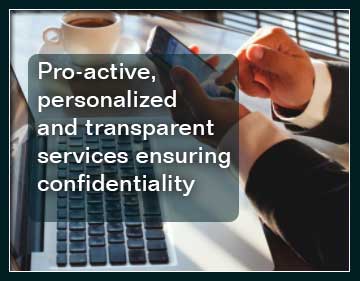 Pro-active,
personalized
and transparent
services ensuring
confidentiality